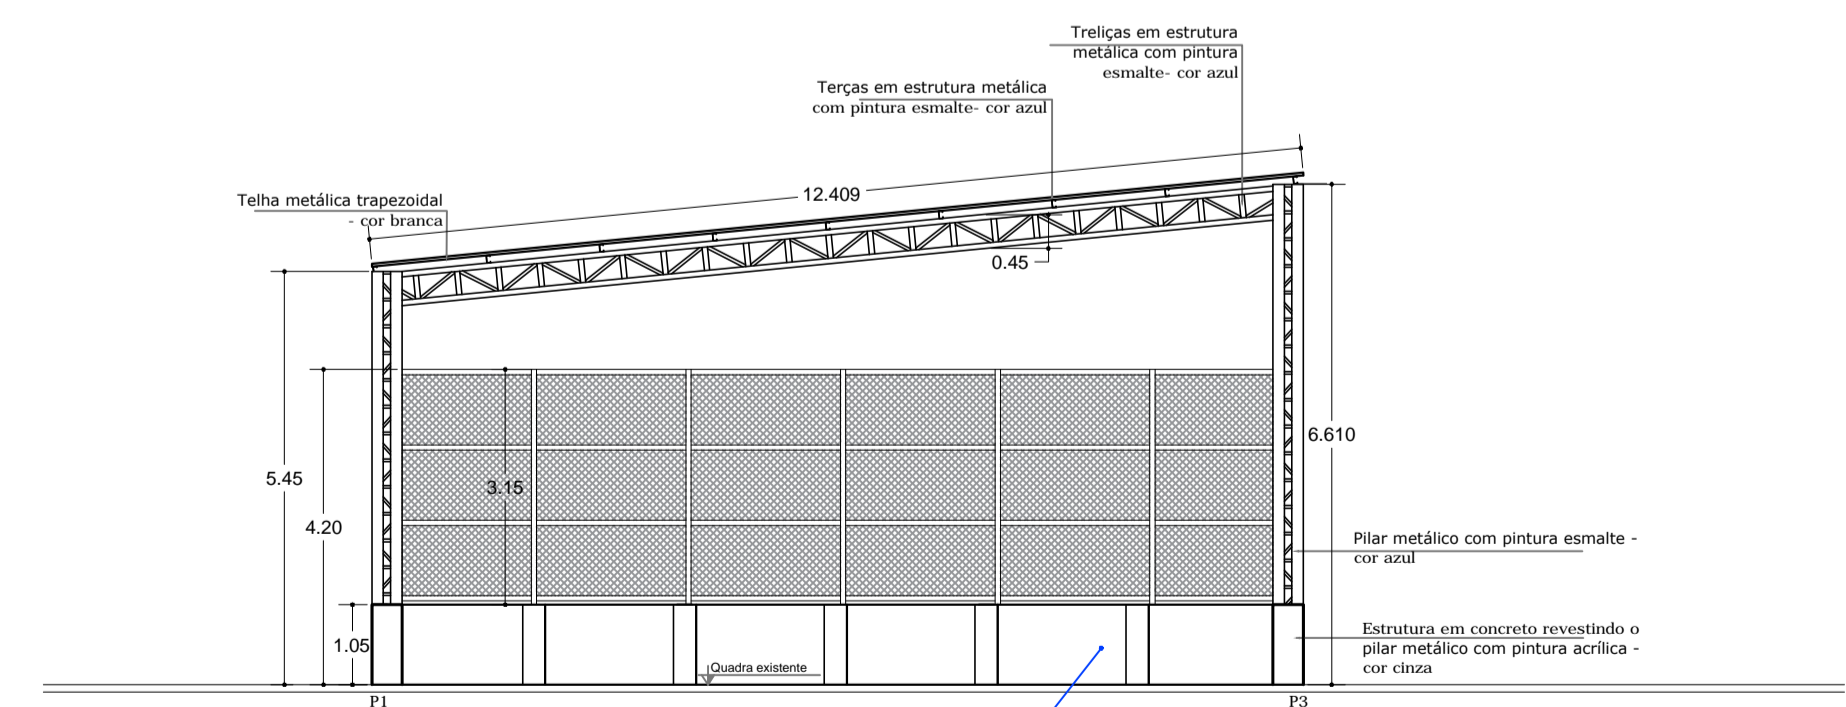 Treliças em estrutura
metálica com pintura
esmalte- cor azul
Terças em estrutura metálica
com pintura esmalte- cor azul
Telha metálica trapezoidal
- cor branca
12.409
0.45
5.45
4.20
3.15
6.610
1.05
Pilar metálico com pintura esmalte -
cor azul
Estrutura em concreto revestindo o
pilar metálico com pintura acrílica -
cor cinza
Quadra existente
P1
P3